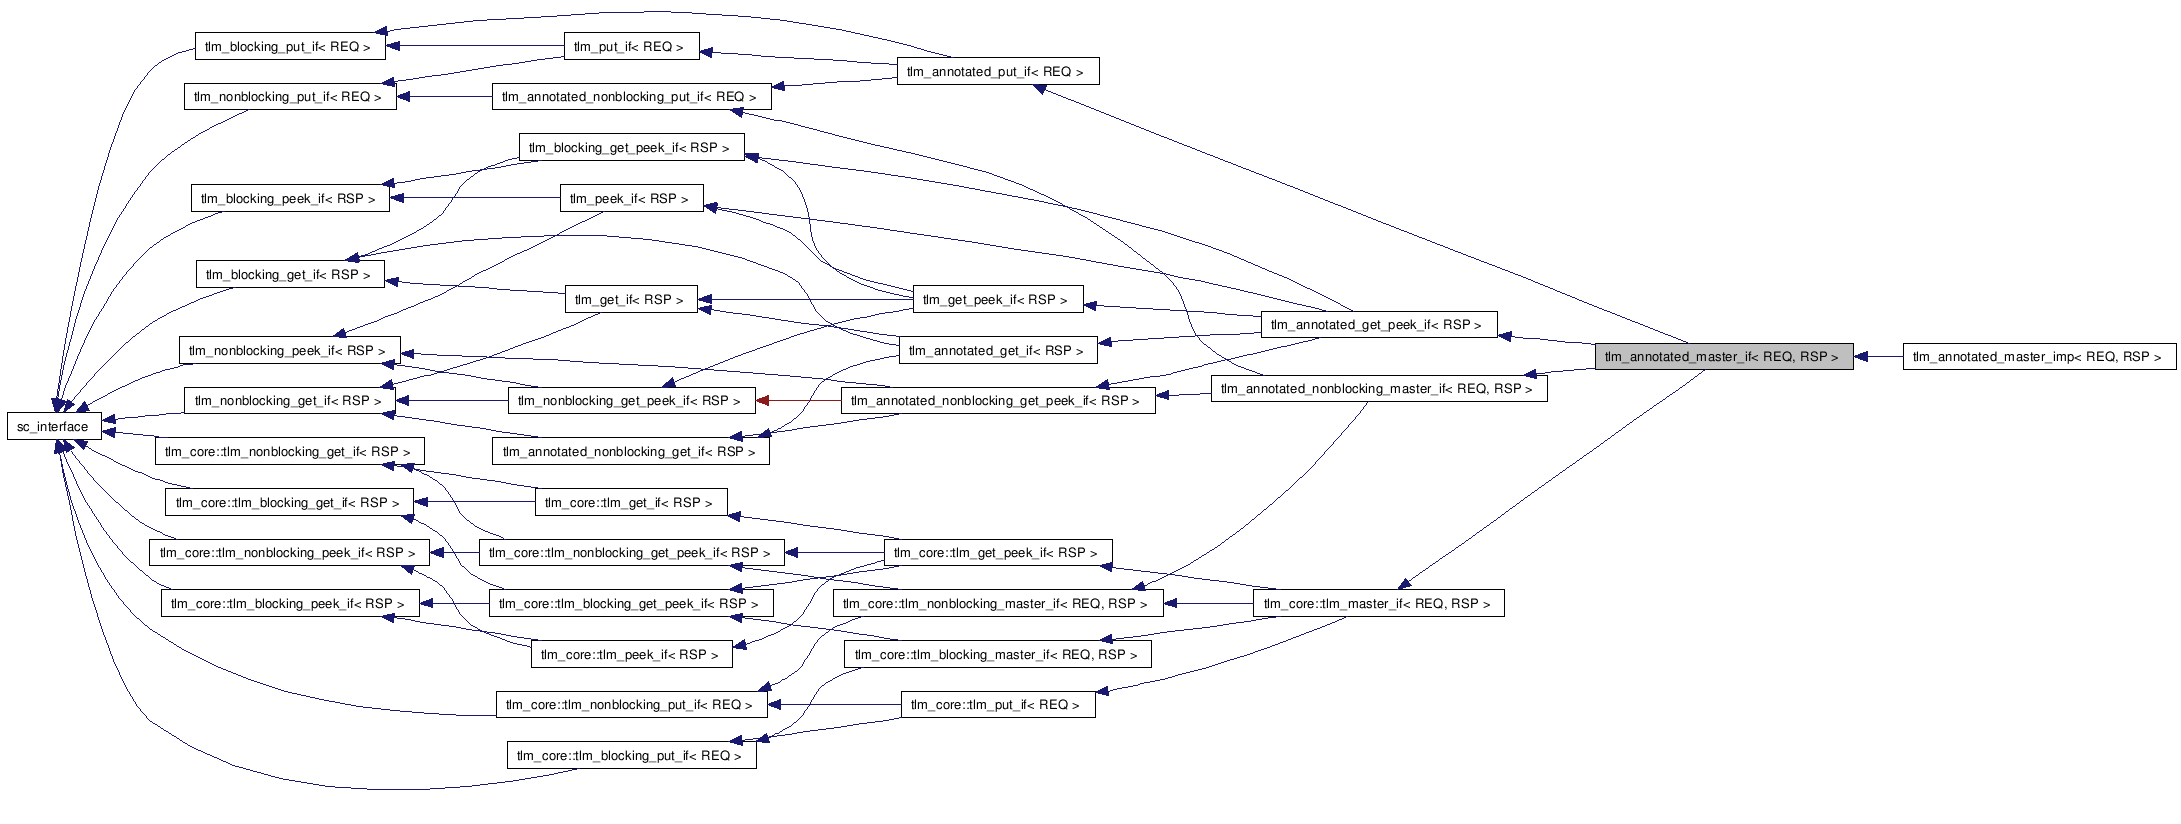 tlm_blocking_put_if< REQ >
tlm_put_if< REQ >
tlm_annotated_put_if< REQ >
tlm_nonblocking_put_if< REQ >
tlm_annotated_nonblocking_put_if< REQ >
tlm_blocking_get_peek_if< RSP >
tlm_blocking_peek_if< RSP >
tlm_peek_if< RSP >
tlm_blocking_get_if< RSP >
tlm_get_if< RSP >
tlm_get_peek_if< RSP >
tlm_annotated_get_peek_if< RSP >
tlm_nonblocking_peek_if< RSP >
tlm_annotated_get_if< RSP >
tlm_annotated_master_if< REQ, RSP >
tlm_annotated_master_imp< REQ, RSP >
tlm_annotated_nonblocking_master_if< REQ, RSP >
tlm_nonblocking_get_if< RSP >
tlm_nonblocking_get_peek_if< RSP >
tlm_annotated_nonblocking_get_peek_if< RSP >
sc_interface
tlm_core::tlm_nonblocking_get_if< RSP >
tlm_annotated_nonblocking_get_if< RSP >
tlm_core::tlm_blocking_get_if< RSP >
tlm_core::tlm_get_if< RSP >
tlm_core::tlm_nonblocking_peek_if< RSP >
tlm_core::tlm_nonblocking_get_peek_if< RSP >
tlm_core::tlm_get_peek_if< RSP >
tlm_core::tlm_blocking_peek_if< RSP >
tlm_core::tlm_blocking_get_peek_if< RSP >
tlm_core::tlm_nonblocking_master_if< REQ, RSP >
tlm_core::tlm_master_if< REQ, RSP >
tlm_core::tlm_peek_if< RSP >
tlm_core::tlm_blocking_master_if< REQ, RSP >
tlm_core::tlm_nonblocking_put_if< REQ >
tlm_core::tlm_put_if< REQ >
tlm_core::tlm_blocking_put_if< REQ >